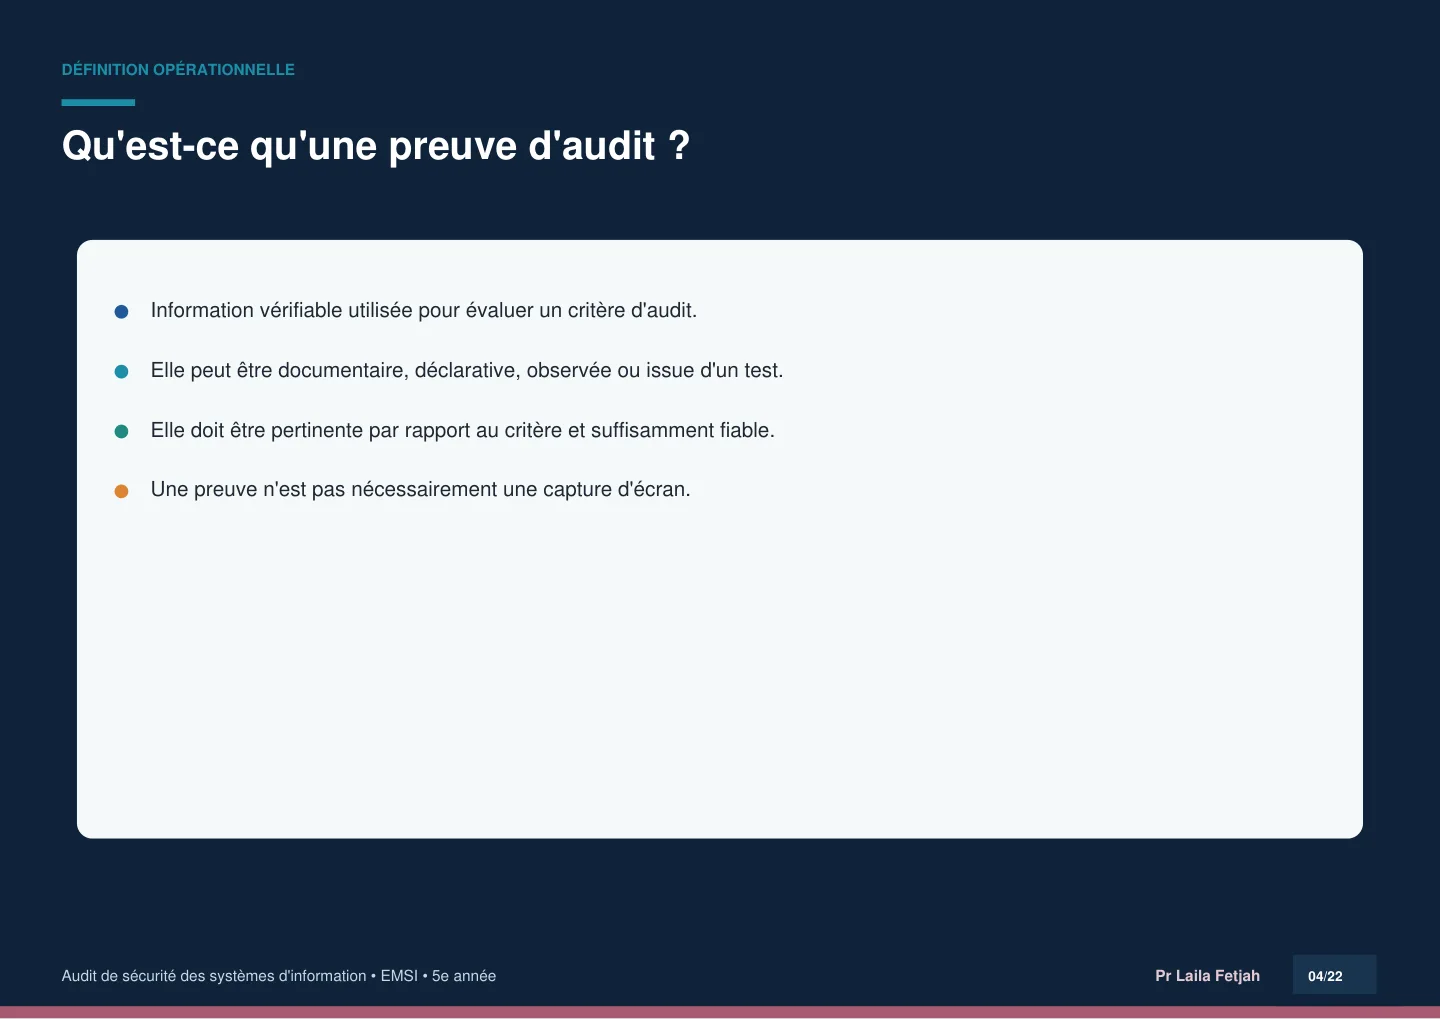 DÉFINITION OPÉRATIONNELLE
Qu'est-ce qu'une preuve d'audit ?
Information vérifiable utilisée pour évaluer un critère d'audit.
Elle peut être documentaire, déclarative, observée ou issue d'un test.
Elle doit être pertinente par rapport au critère et suffisamment fiable.
Une preuve n'est pas nécessairement une capture d'écran.
Audit de sécurité des systèmes d'information • EMSI • 5e année
Pr Laila Fetjah
04/22